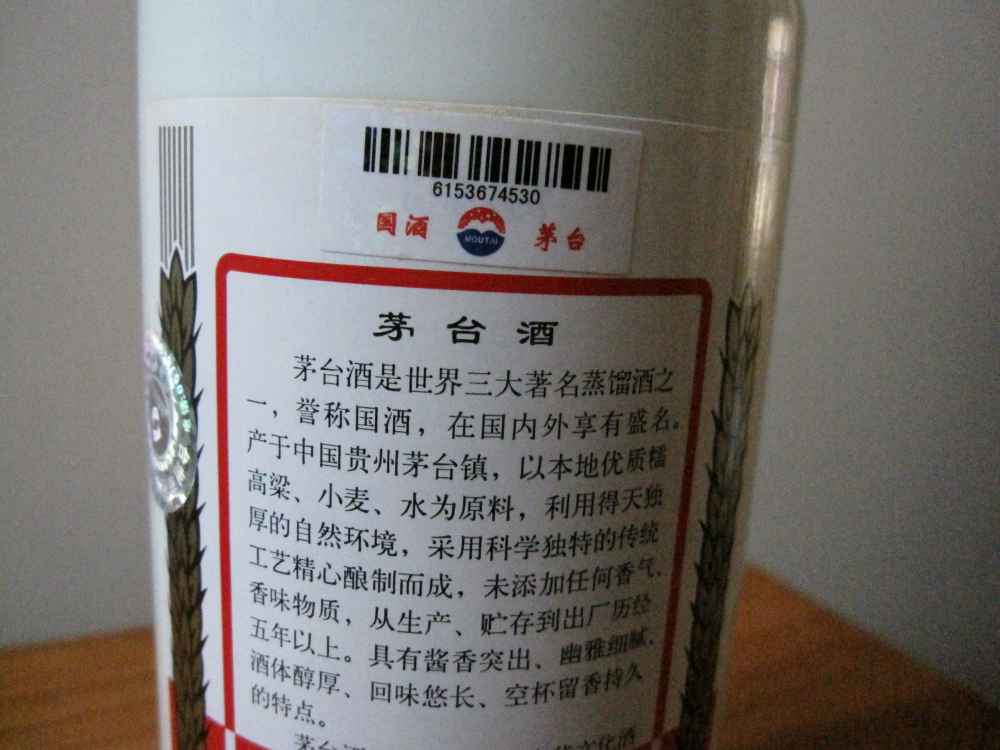 6153674530
国酒 MOUTAI 茅台
茅台酒
茅台酒是世界三大著名蒸馏酒之
一，誉称国酒，在国内外享有盛名。
产于中国贵州茅台镇，以本地优质糯
高粱、小麦、水为原料，利用得天独
厚的自然环境，采用科学独特的传统
工艺精心酿制而成，未添加任何香气、
香味物质，从生产、贮存到出厂历经
五年以上。具有酱香突出、幽雅细腻、
酒体醇厚、回味悠长、空杯留香持久
的特点。
茅台酒
文化酒